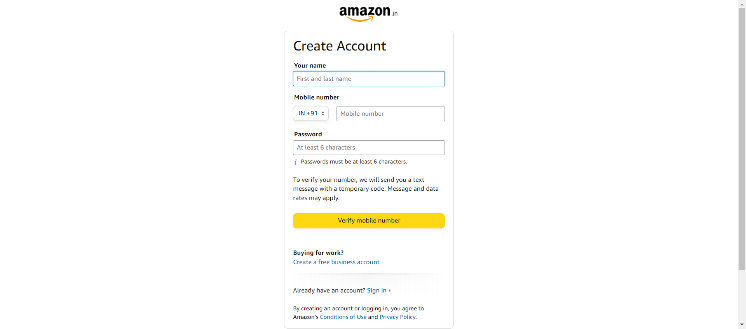 amazon.in
Create Account
Your name
First and last name
Mobile number
IN +91 Mobile number
Password
At least 6 characters
i Passwords must be at least 6 characters.
To verify your number, we will send you a text
message with a temporary code. Message and data
rates may apply.
Verify mobile number
Buying for work?
Create a free business account
Already have an account? Sign in
By creating an account or logging in, you agree to
Amazon's Conditions of Use and Privacy Policy.